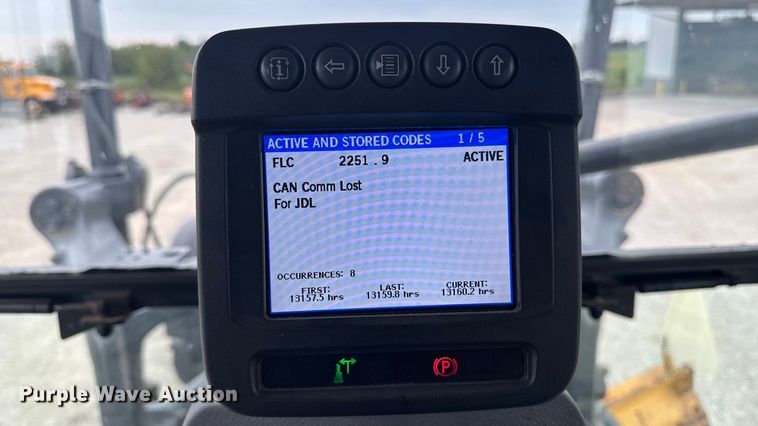 ACTIVE AND STORED CODES 1 / 5
FLC 2251 . 9 ACTIVE
CAN Comm Lost
For JDL
OCCURRENCES: 8
FIRST: LAST: CURRENT:
13157.5 hrs 13159.8 hrs 13160.2 hrs
P
Purple Wave Auction